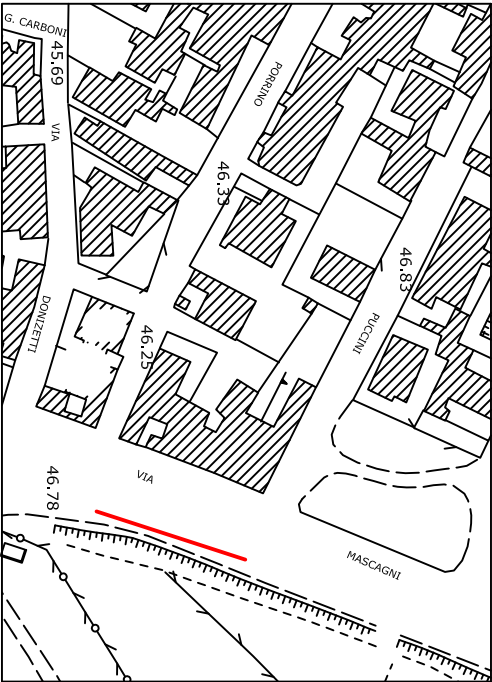 G. CARBONI
45.69
VIA
PORRINO
46.33
46.83
DONIZETTI
46.25
PUCCINI
VIA
46.78
MASCAGNI